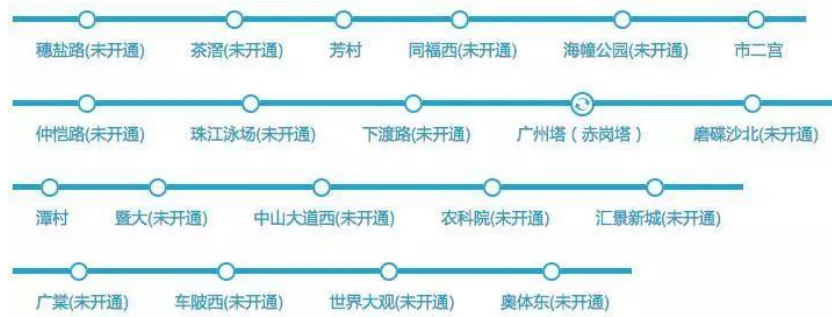 穗盐路(未开通) 茶滘(未开通) 芳村 同福西(未开通) 海幢公园(未开通) 市二宫
仲恺路(未开通) 珠江泳场(未开通) 下渡路(未开通) 广州塔（赤岗塔） 磨碟沙北(未开通)
潭村 暨大(未开通) 中山大道西(未开通) 农科院(未开通) 汇景新城(未开通)
广棠(未开通) 车陂西(未开通) 世界大观(未开通) 奥体东(未开通)